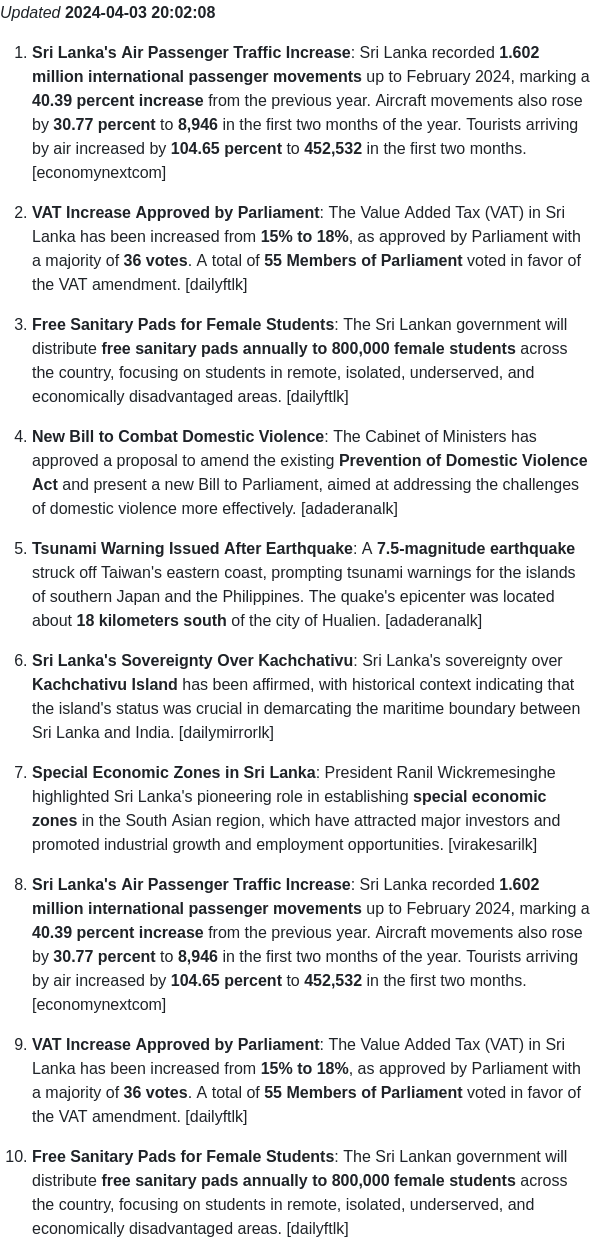 Updated 2024-04-03 20:02:08
1. Sri Lanka's Air Passenger Traffic Increase: Sri Lanka recorded 1.602
million international passenger movements up to February 2024, marking a
40.39 percent increase from the previous year. Aircraft movements also rose
by 30.77 percent to 8,946 in the first two months of the year. Tourists arriving
by air increased by 104.65 percent to 452,532 in the first two months.
[economynextcom]
2. VAT Increase Approved by Parliament: The Value Added Tax (VAT) in Sri
Lanka has been increased from 15% to 18%, as approved by Parliament with
a majority of 36 votes. A total of 55 Members of Parliament voted in favor of
the VAT amendment. [dailyftlk]
3. Free Sanitary Pads for Female Students: The Sri Lankan government will
distribute free sanitary pads annually to 800,000 female students across
the country, focusing on students in remote, isolated, underserved, and
economically disadvantaged areas. [dailyftlk]
4. New Bill to Combat Domestic Violence: The Cabinet of Ministers has
approved a proposal to amend the existing Prevention of Domestic Violence
Act and present a new Bill to Parliament, aimed at addressing the challenges
of domestic violence more effectively. [adaderanalk]
5. Tsunami Warning Issued After Earthquake: A 7.5-magnitude earthquake
struck off Taiwan's eastern coast, prompting tsunami warnings for the islands
of southern Japan and the Philippines. The quake's epicenter was located
about 18 kilometers south of the city of Hualien. [adaderanalk]
6. Sri Lanka's Sovereignty Over Kachchativu: Sri Lanka's sovereignty over
Kachchativu Island has been affirmed, with historical context indicating that
the island's status was crucial in demarcating the maritime boundary between
Sri Lanka and India. [dailymirrorlk]
7. Special Economic Zones in Sri Lanka: President Ranil Wickremesinghe
highlighted Sri Lanka's pioneering role in establishing special economic
zones in the South Asian region, which have attracted major investors and
promoted industrial growth and employment opportunities. [virakesarilk]
8. Sri Lanka's Air Passenger Traffic Increase: Sri Lanka recorded 1.602
million international passenger movements up to February 2024, marking a
40.39 percent increase from the previous year. Aircraft movements also rose
by 30.77 percent to 8,946 in the first two months of the year. Tourists arriving
by air increased by 104.65 percent to 452,532 in the first two months.
[economynextcom]
9. VAT Increase Approved by Parliament: The Value Added Tax (VAT) in Sri
Lanka has been increased from 15% to 18%, as approved by Parliament with
a majority of 36 votes. A total of 55 Members of Parliament voted in favor of
the VAT amendment. [dailyftlk]
10. Free Sanitary Pads for Female Students: The Sri Lankan government will
distribute free sanitary pads annually to 800,000 female students across
the country, focusing on students in remote, isolated, underserved, and
economically disadvantaged areas. [dailyftlk]